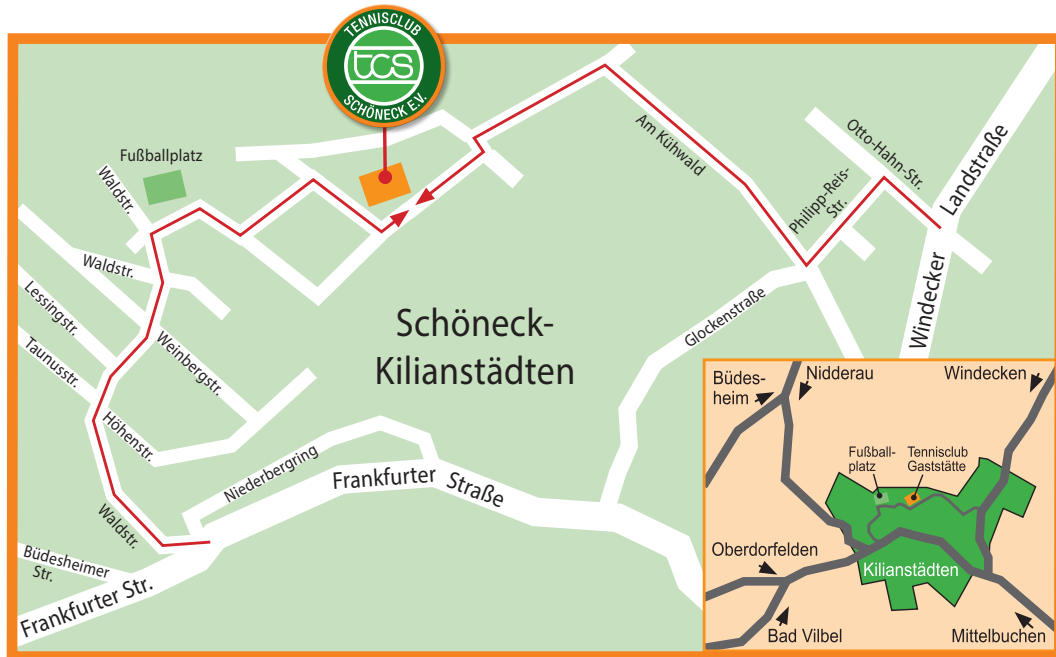 TENNISCLUB
tcs
SCHÖNECK E.V.
Fußballplatz
Waldstr.
Am Kühwald
Otto-Hahn-Str.
Philipp-Reis-
Str.
Landstraße
Windecker
Waldstr.
Lessingstr.
Taunusstr.
Weinbergstr.
Höhenstr.
Glockenstraße
Schöneck-
Kilianstädten
Niederbergring
Frankfurter Straße
Waldstr.
Büdesheimer
Str.
Frankfurter Str.
Büdes-
heim
Nidderau
Windecken
Fußball-
platz
Tennisclub
Gaststätte
Oberdorfelden
Kilianstädten
Bad Vilbel
Mittelbuchen